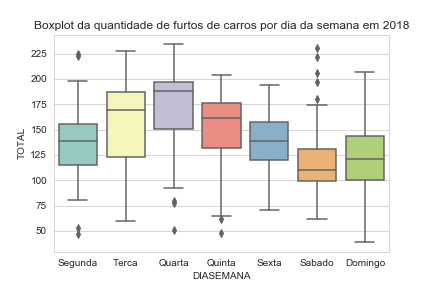 Boxplot da quantidade de furtos de carros por dia da semana em 2018
TOTAL
225
200
175
150
125
100
75
50
Segunda Terca Quarta Quinta Sexta Sabado Domingo
DIASEMANA